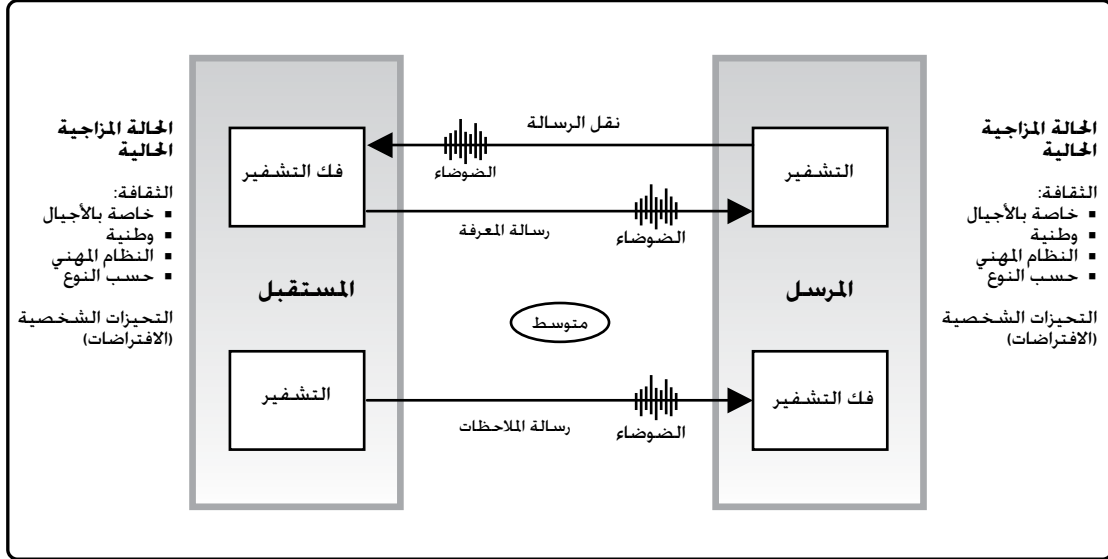 الحالة المزاجية
الحالية
الثقافة:
▪ خاصة بالأجيال
▪ وطنية
▪ النظام المهني
▪ حسب النوع
التحيزات الشخصية
(الافتراضات)
التشفير
المرسل
فك التشفير
نقل الرسالة
الضوضاء
الضوضاء
رسالة المعرفة
متوسط
الضوضاء
رسالة الملاحظات
فك التشفير
المستقبل
التشفير
الحالة المزاجية
الحالية
الثقافة:
▪ خاصة بالأجيال
▪ وطنية
▪ النظام المهني
▪ حسب النوع
التحيزات الشخصية
(الافتراضات)